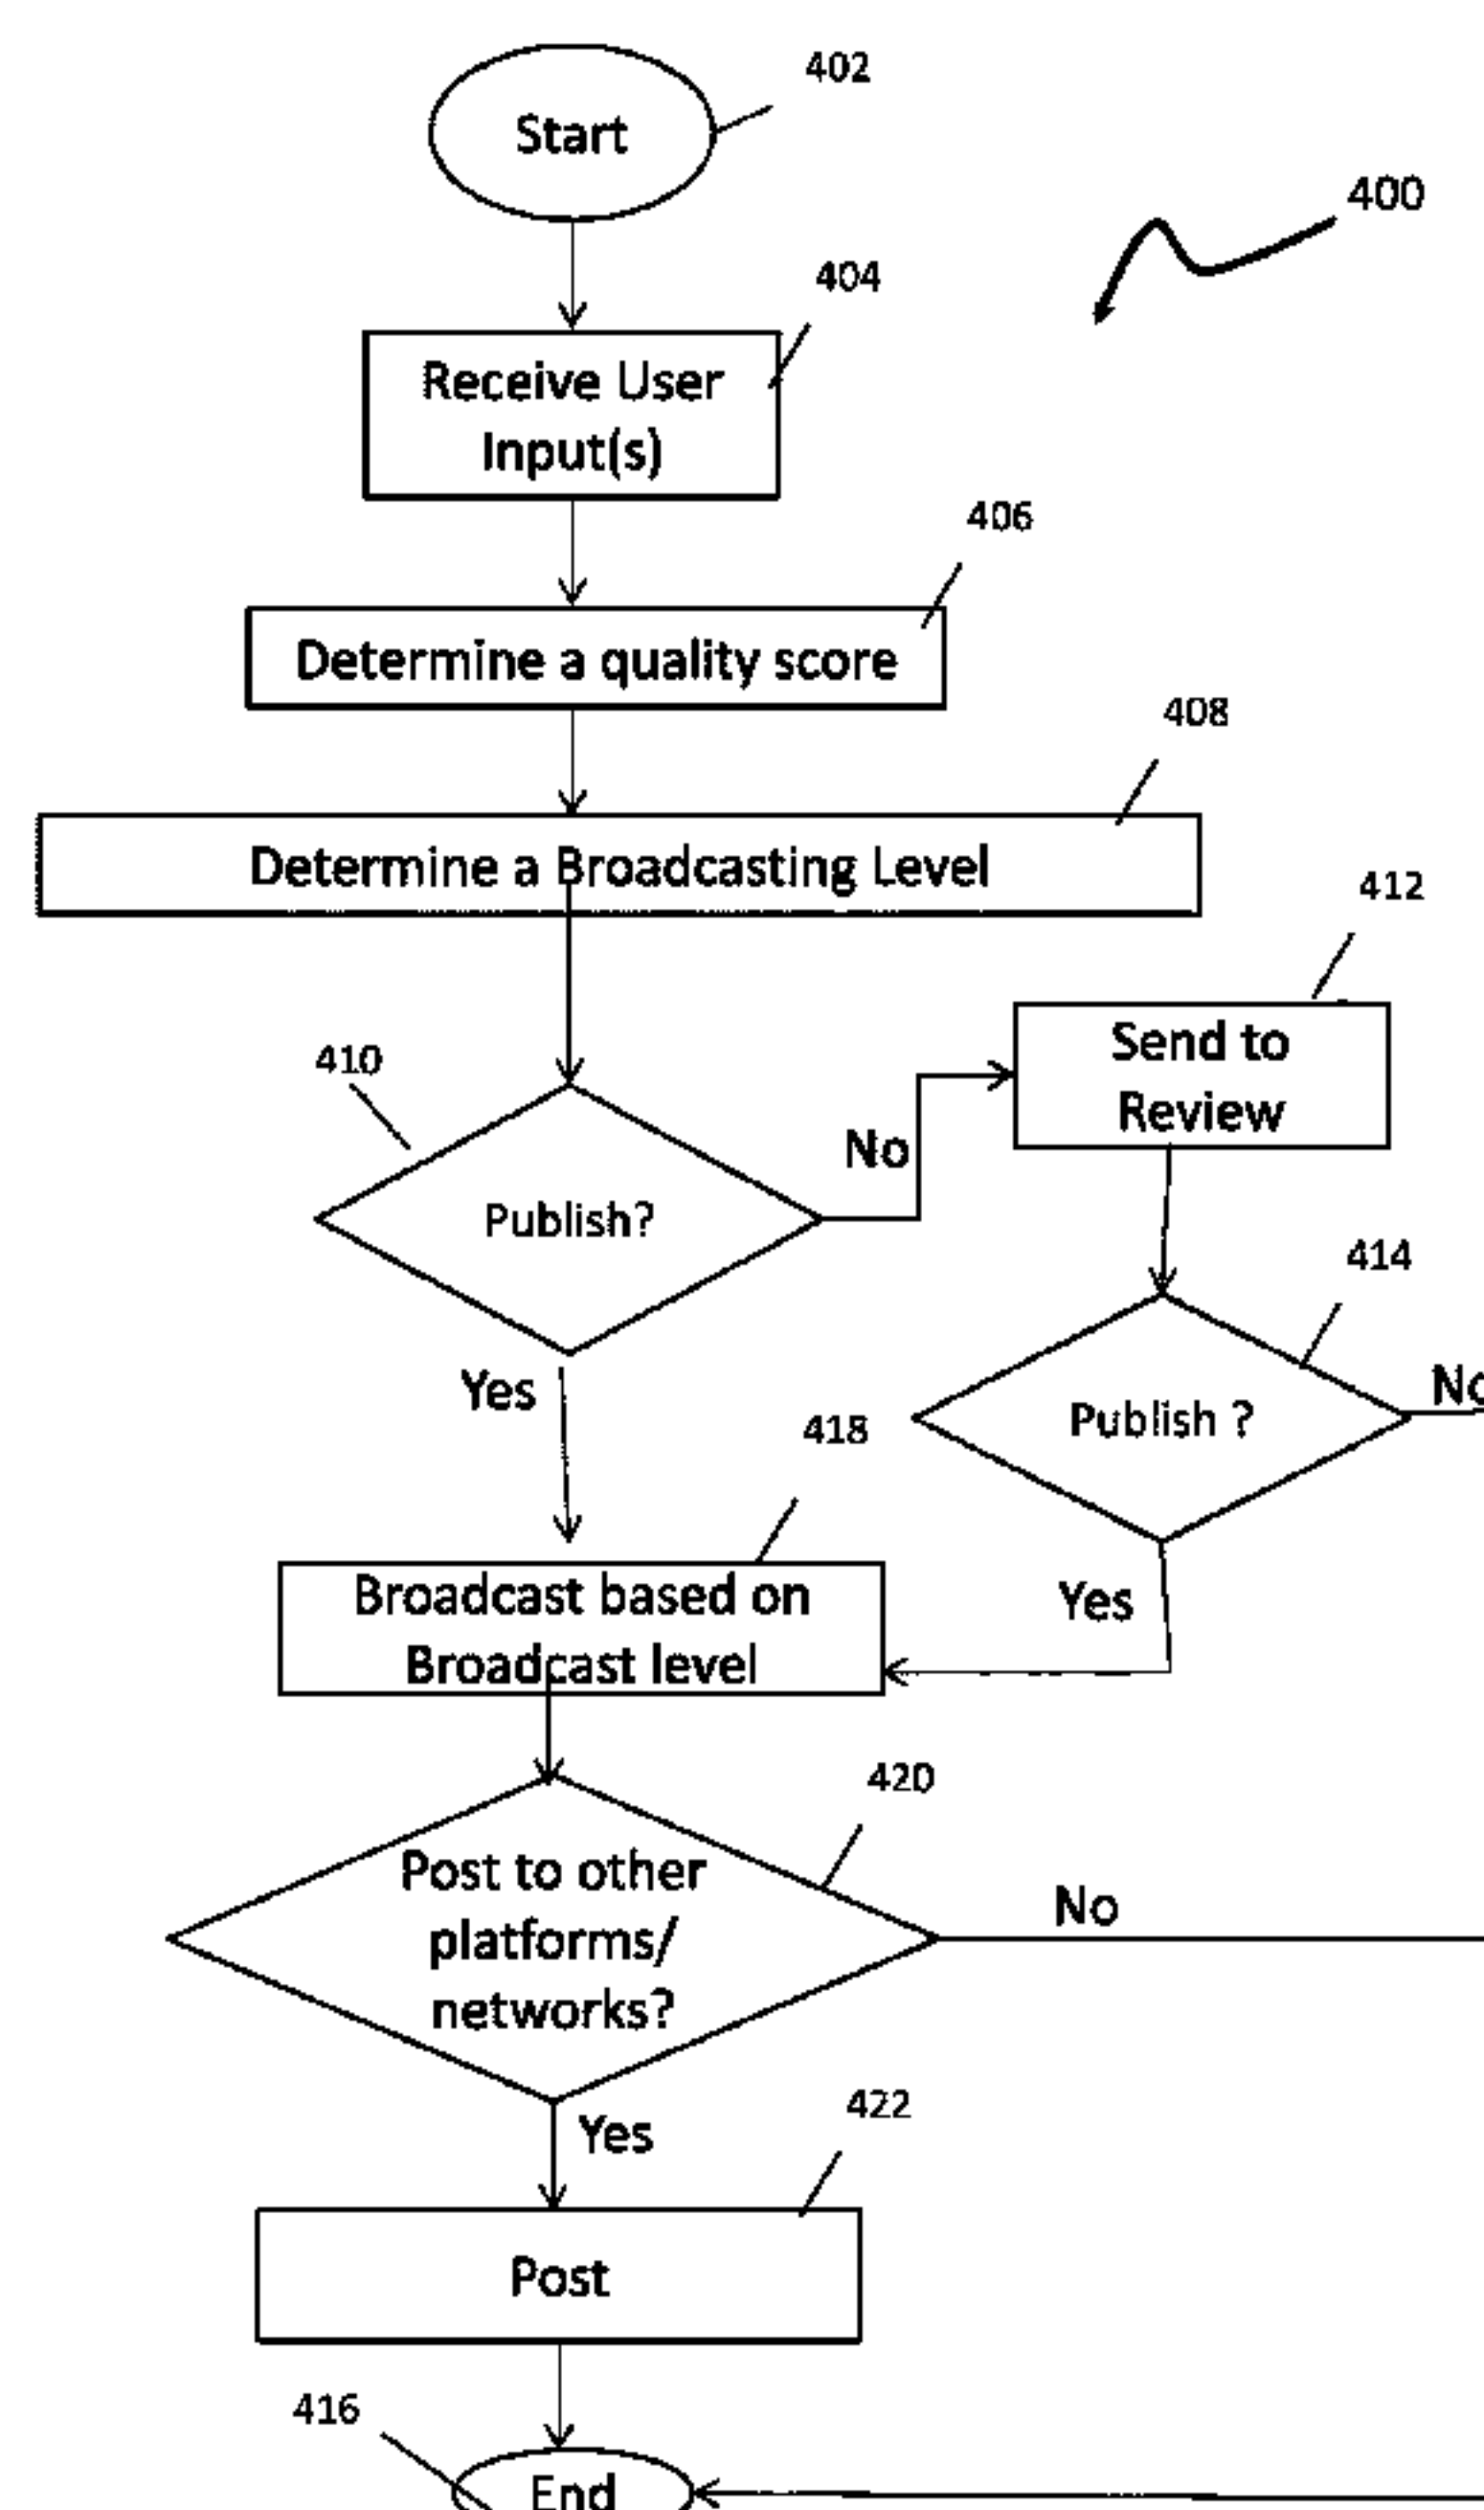 402
Start
400
404
Receive User
Input(s)
406
Determine a quality score
408
Determine a Broadcasting Level
412
Send to
Review
410
No
Publish?
414
Publish ?
No
Yes
418
Broadcast based on
Broadcast level
Yes
420
Post to other
platforms/
networks?
No
Yes
422
Post
416
End